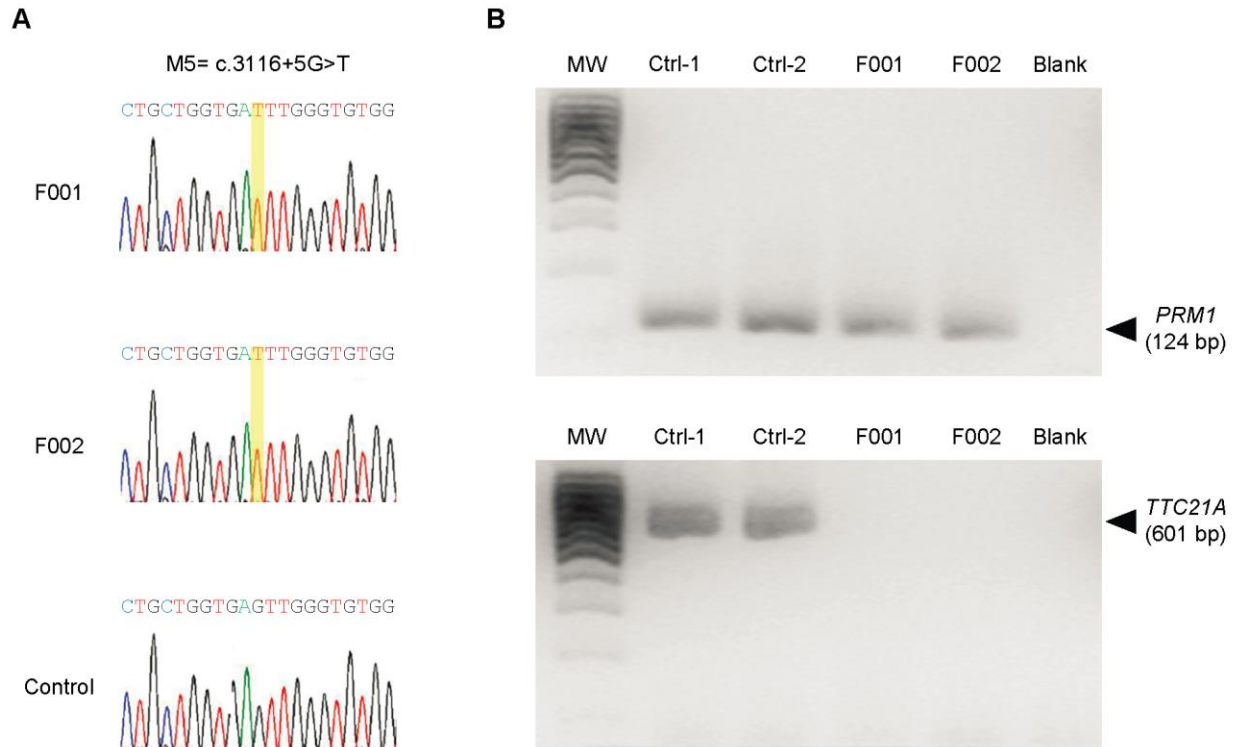 A
M5= c.3116+5G>T
CTGCTGGTGATTTGGGTGTGG
F001
CTGCTGGTGATTTGGGTGTGG
F002
CTGCTGGTGAGTTGGGTGTGG
Control
B
MW Ctrl-1 Ctrl-2 F001 F002 Blank
PRM1
(124 bp)
MW Ctrl-1 Ctrl-2 F001 F002 Blank
TTC21A
(601 bp)